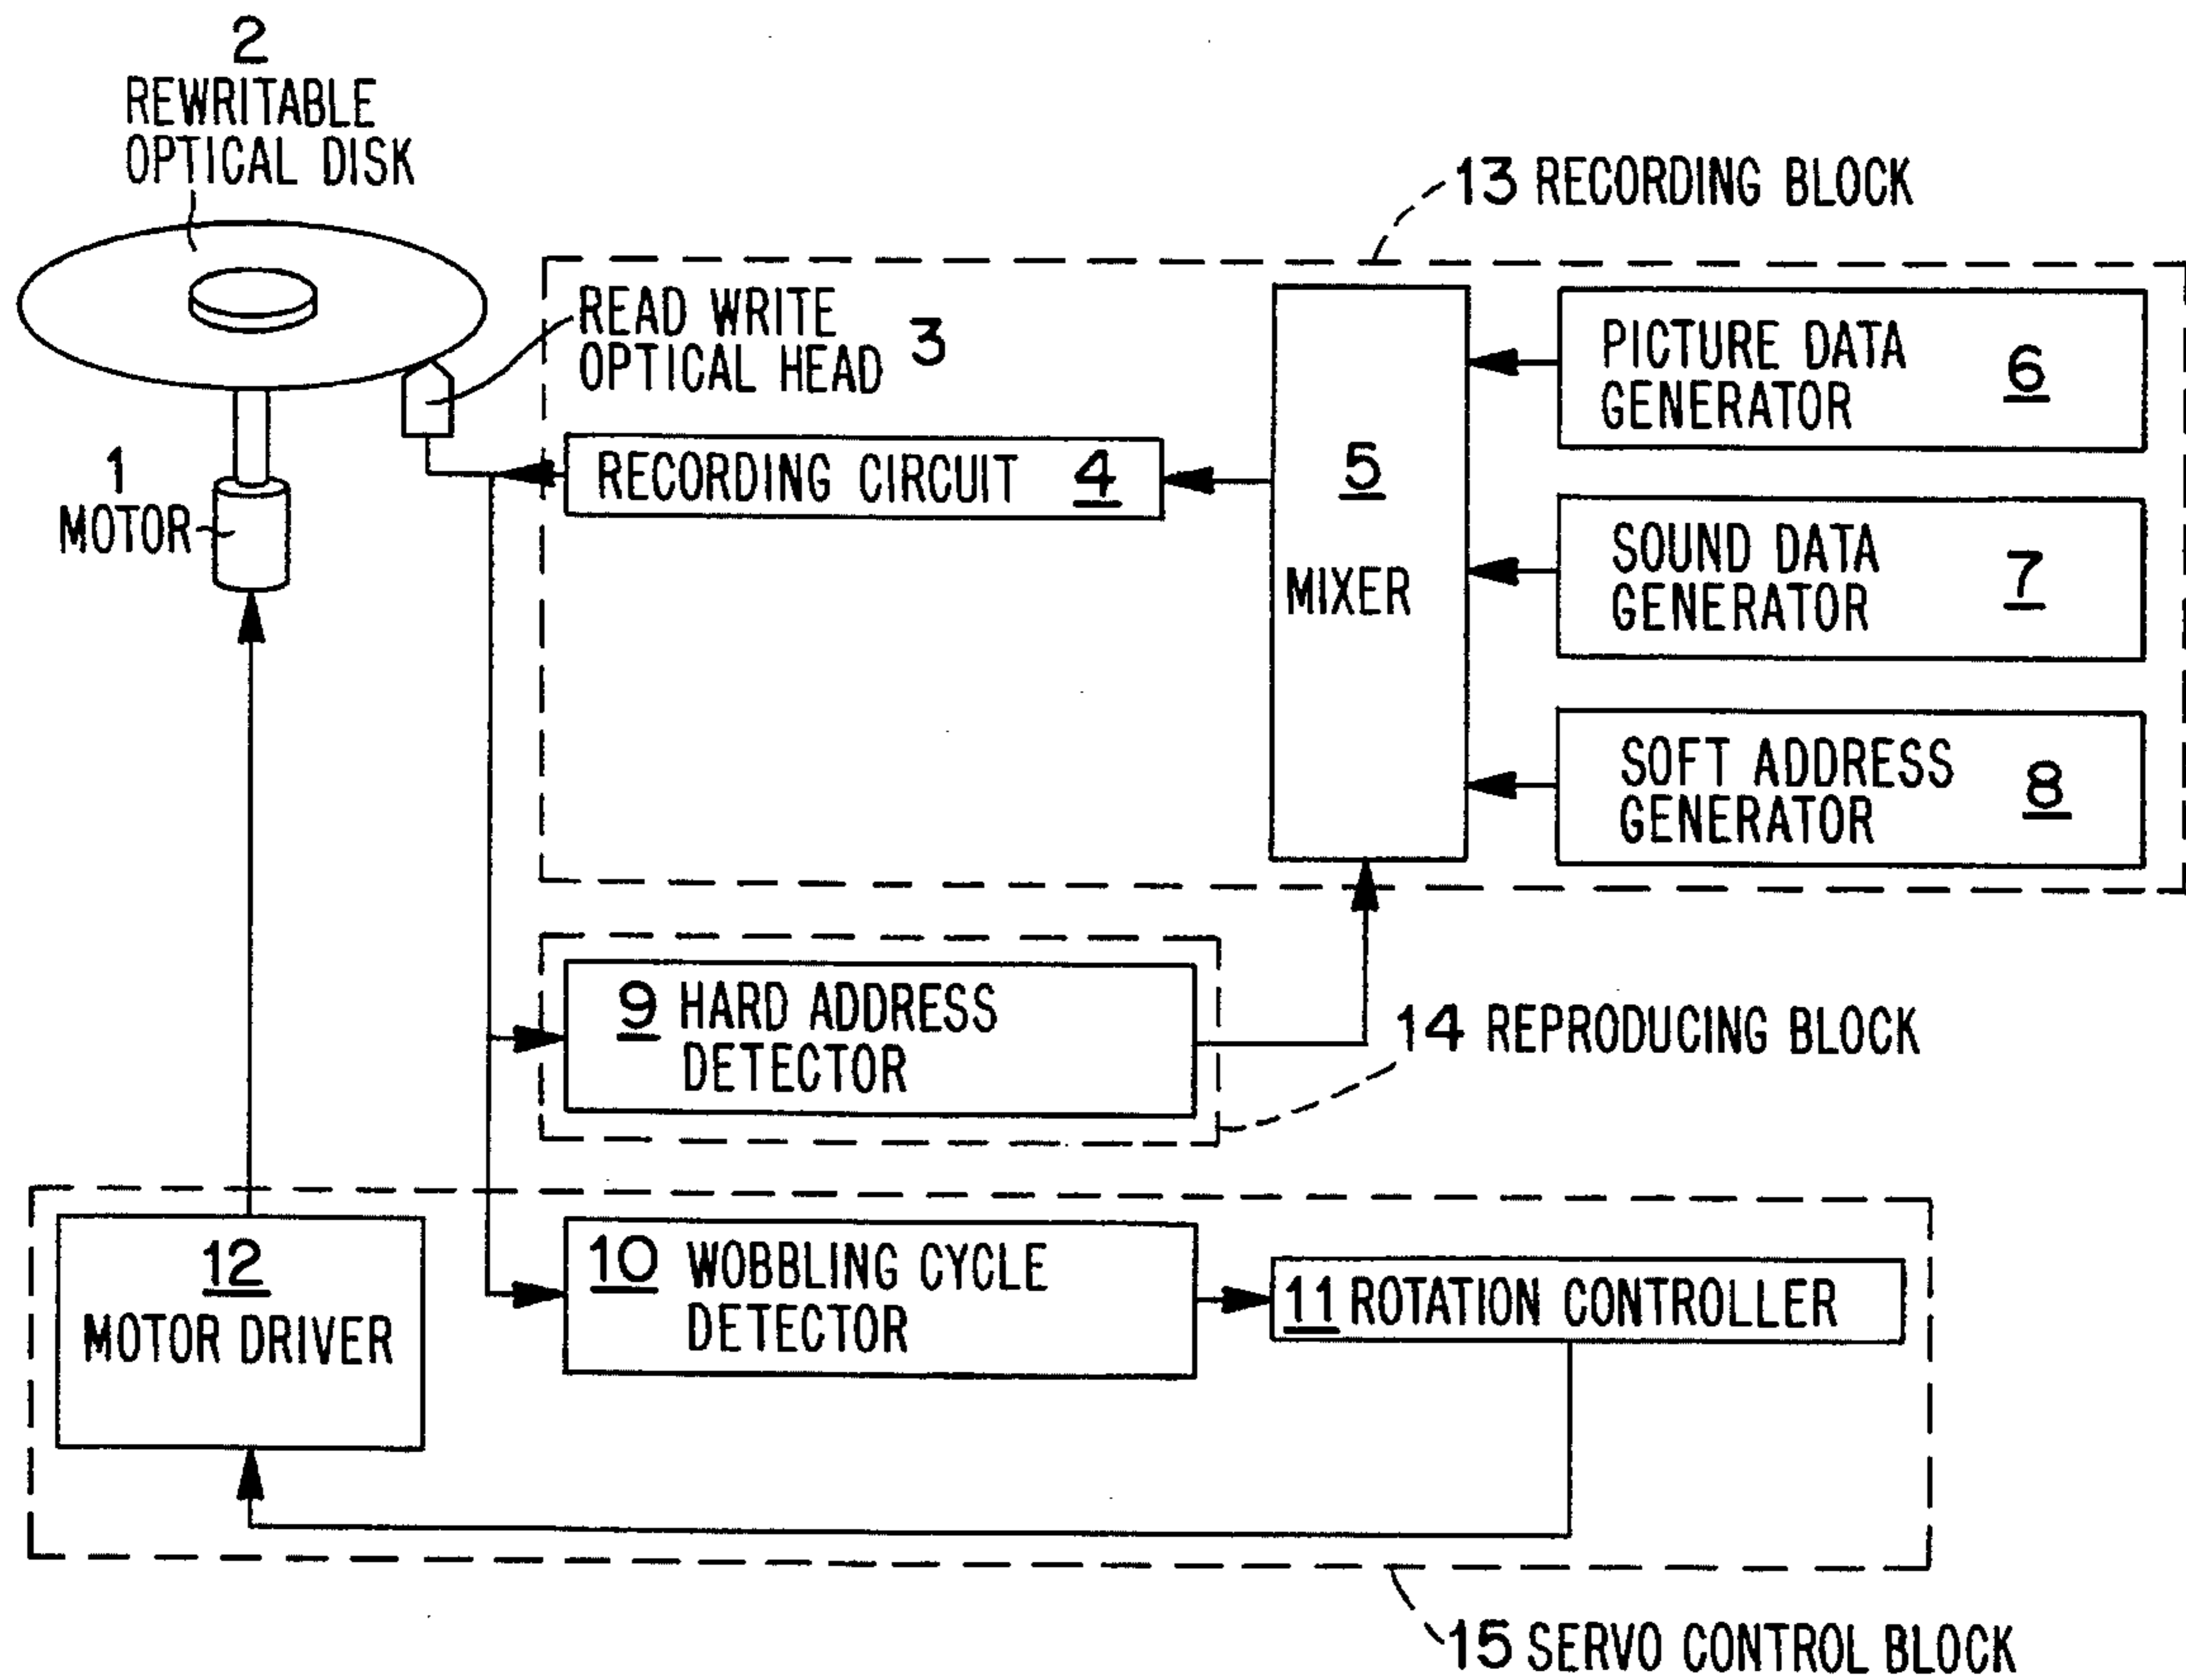 2
REWRITABLE
OPTICAL DISK
13 RECORDING BLOCK
READ WRITE
OPTICAL HEAD 3
PICTURE DATA
GENERATOR 6
1
MOTOR
RECORDING CIRCUIT 4
5
MIXER
SOUND DATA
GENERATOR 7
SOFT ADDRESS
GENERATOR 8
9 HARD ADDRESS
DETECTOR
14 REPRODUCING BLOCK
12
MOTOR DRIVER
10 WOBBLING CYCLE
DETECTOR
11 ROTATION CONTROLLER
15 SERVO CONTROL BLOCK